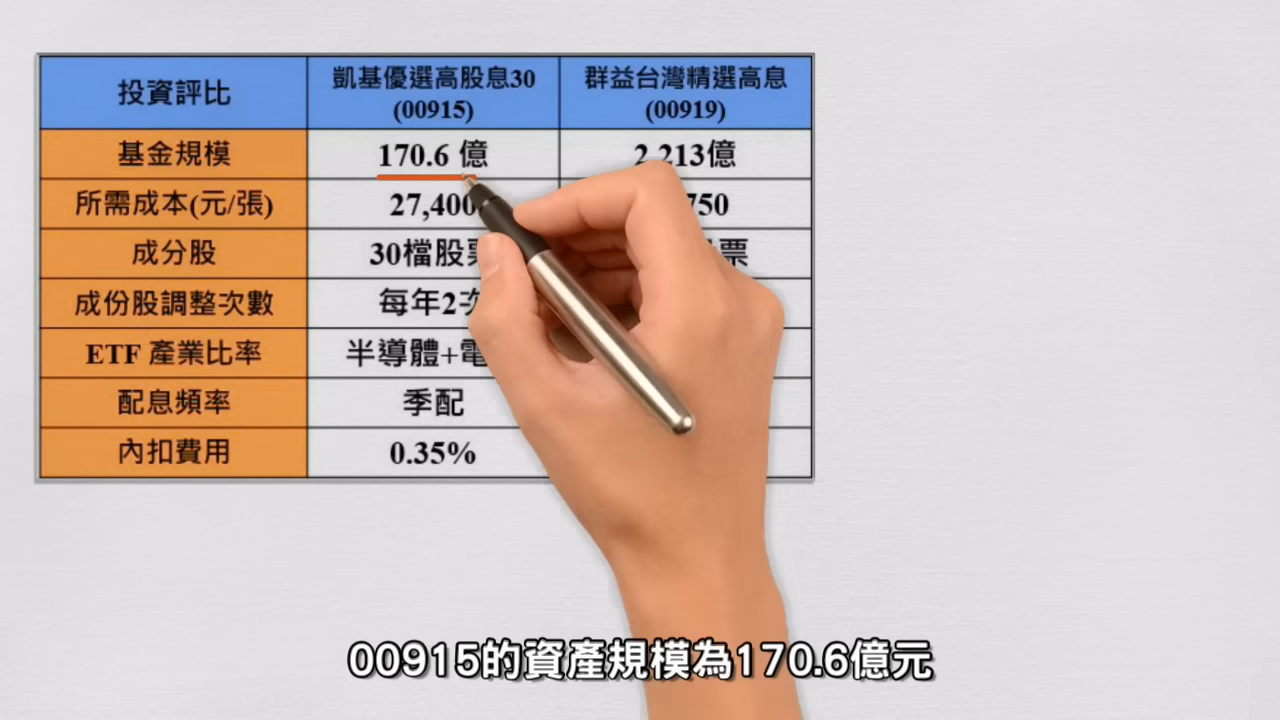 投資評比
凱基優選高股息30
(00915)
群益台灣精選高息
(00919)
基金規模
170.6 億
2,213億
所需成本(元/張)
27,400
750
成分股
30檔股票
票
成份股調整次數
每年2次
ETF 產業比率
半導體+電
配息頻率
季配
內扣費用
0.35%
00915的資產規模為170.6億元